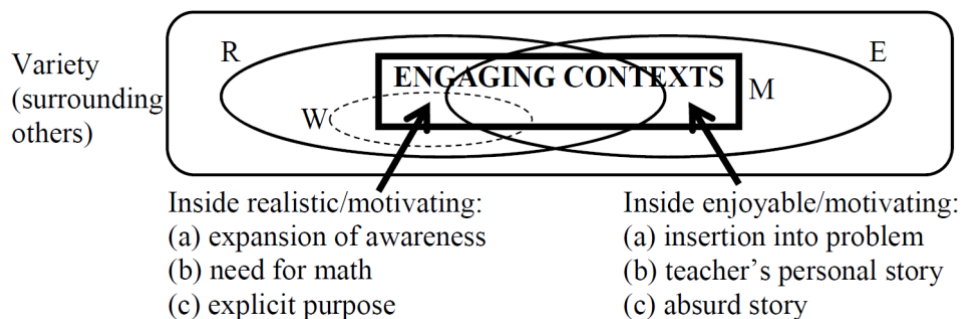 R
E
Variety
(surrounding
others)
ENGAGING CONTEXTS
M
W
Inside realistic/motivating:
(a) expansion of awareness
(b) need for math
(c) explicit purpose
Inside enjoyable/motivating:
(a) insertion into problem
(b) teacher's personal story
(c) absurd story